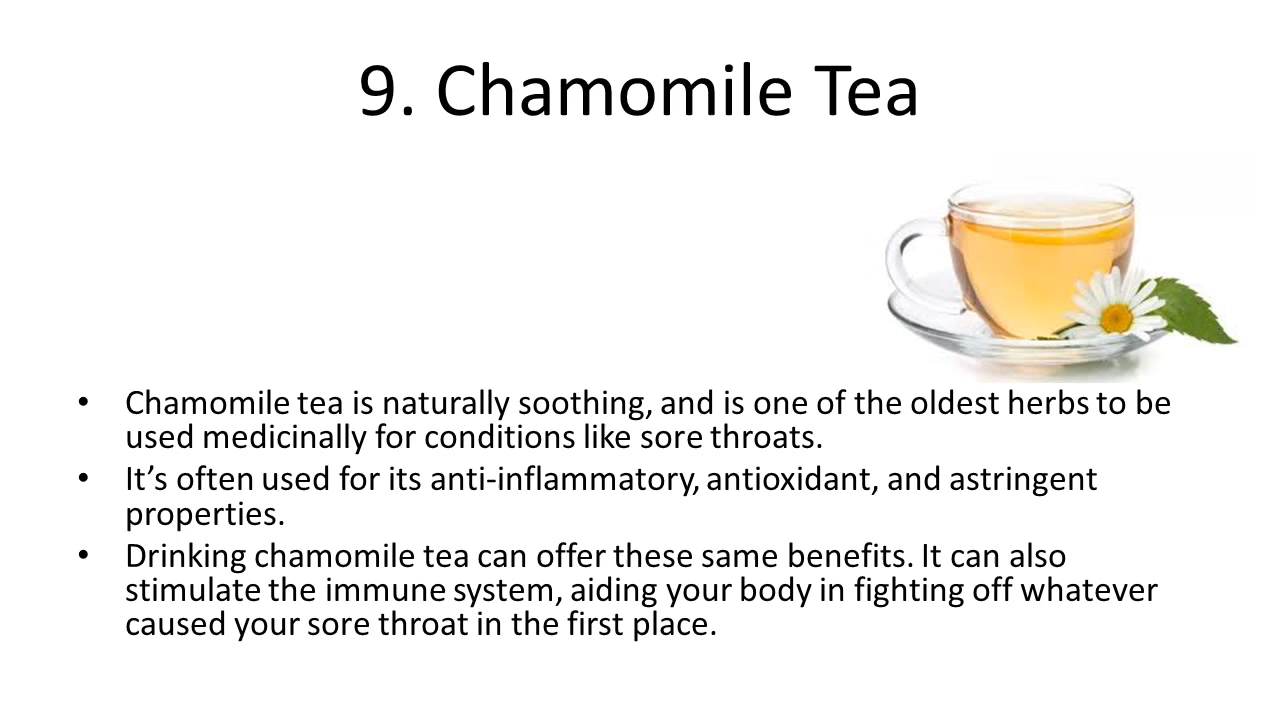 9. Chamomile Tea
• Chamomile tea is naturally soothing, and is one of the oldest herbs to be
used medicinally for conditions like sore throats.
• It’s often used for its anti-inflammatory, antioxidant, and astringent
properties.
• Drinking chamomile tea can offer these same benefits. It can also
stimulate the immune system, aiding your body in fighting off whatever
caused your sore throat in the first place.